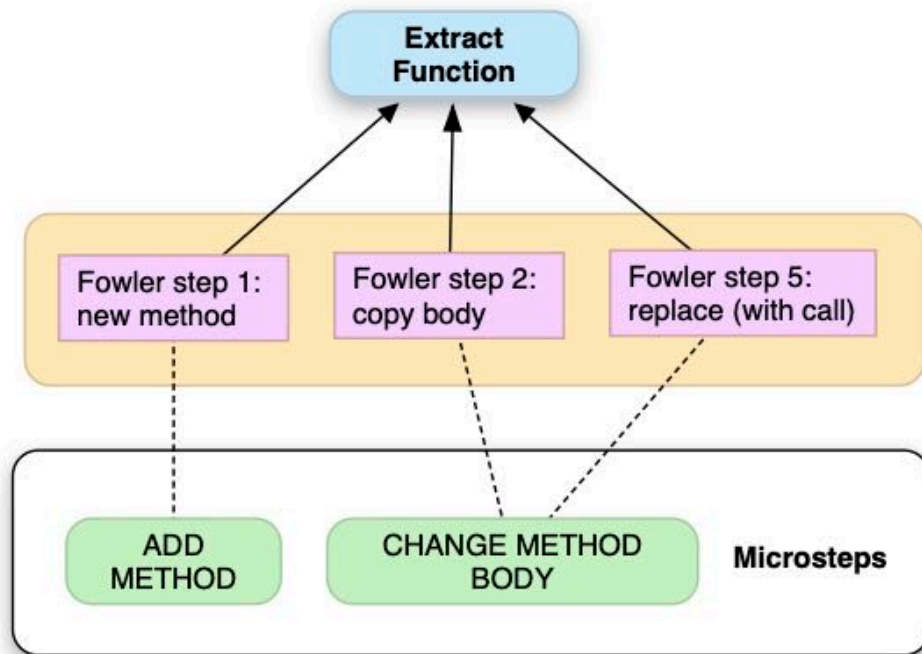 Extract
Function
Fowler step 1:
new method
Fowler step 2:
copy body
Fowler step 5:
replace (with call)
ADD
METHOD
CHANGE METHOD
BODY
Microsteps